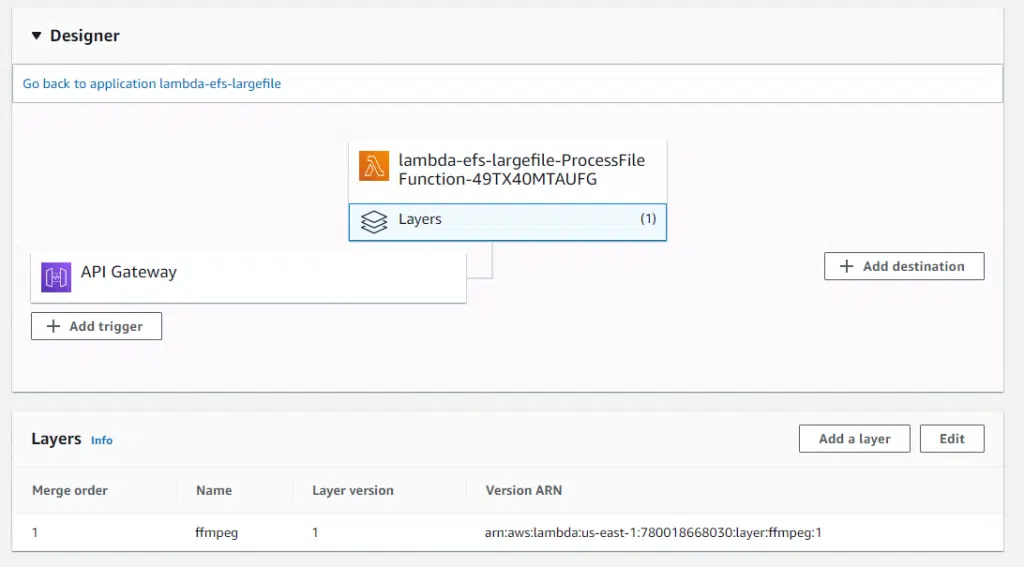 Designer
Go back to application lambda-efs-largefile
lambda-efs-largefile-ProcessFile
Function-49TX40MTAUFG
Layers (1)
API Gateway
Add destination
Add trigger
Layers Info
Add a layer Edit
Merge order Name Layer version Version ARN
1 ffmpeg 1 arn:aws:lambda:us-east-1:780018668030:layer:ffmpeg:1